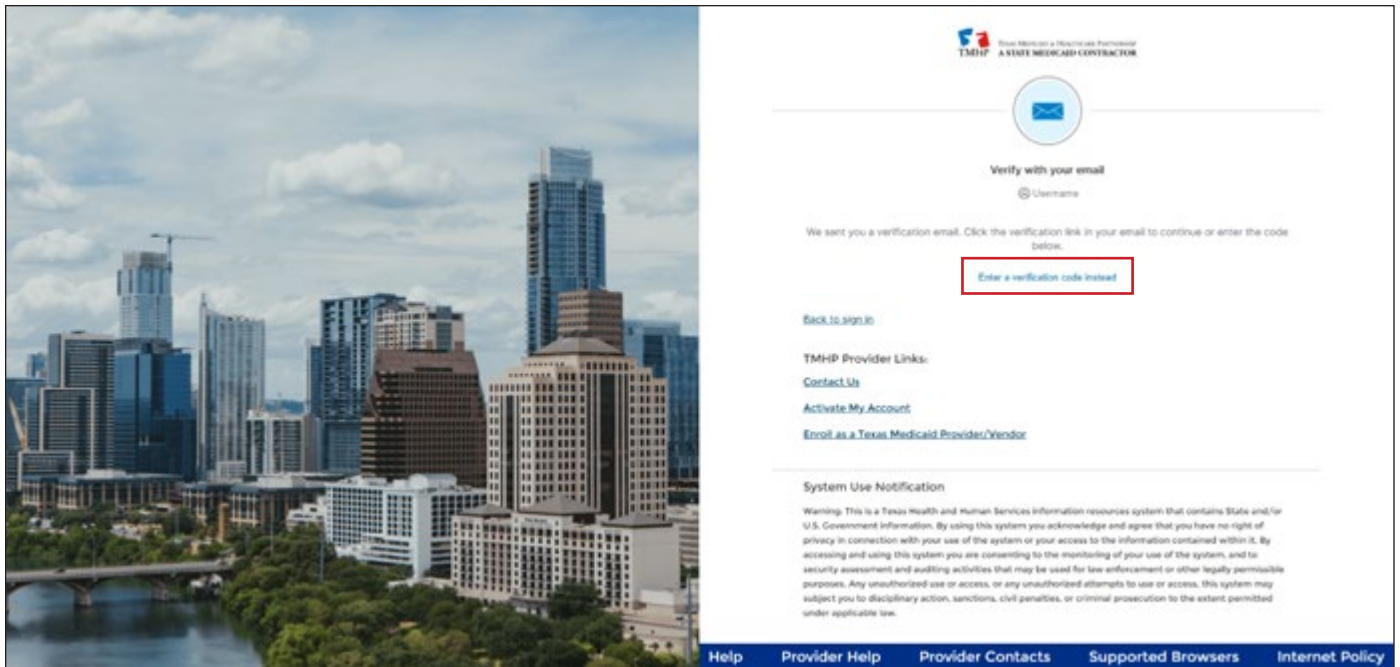 TMHP
TEXAS MEDICAID & HEALTHCARE PARTNERSHIP
A STATE MEDICAID CONTRACTOR
Verify with your email
Username
We sent you a verification email. Click the verification link in your email to continue or enter the code
below.
Enter a verification code instead
Back to sign in
TMHP Provider Links:
Contact Us
Activate My Account
Enroll as a Texas Medicaid Provider/Vendor
System Use Notification
Warning: This is a Texas Health and Human Services information resources system that contains State and/or
U.S. Government information. By using this system you acknowledge and agree that you have no right of
privacy in connection with your use of the system or your access to the information contained within it. By
accessing and using this system you are consenting to the monitoring of your use of the system, and to
security assessment and auditing activities that may be used for law enforcement or other legally permissible
purposes. Any unauthorized use or access, or any unauthorized attempts to use or access, this system may
subject you to disciplinary action, sanctions, civil penalties, or criminal prosecution to the extent permitted
under applicable law.
Help Provider Help Provider Contacts Supported Browsers Internet Policy